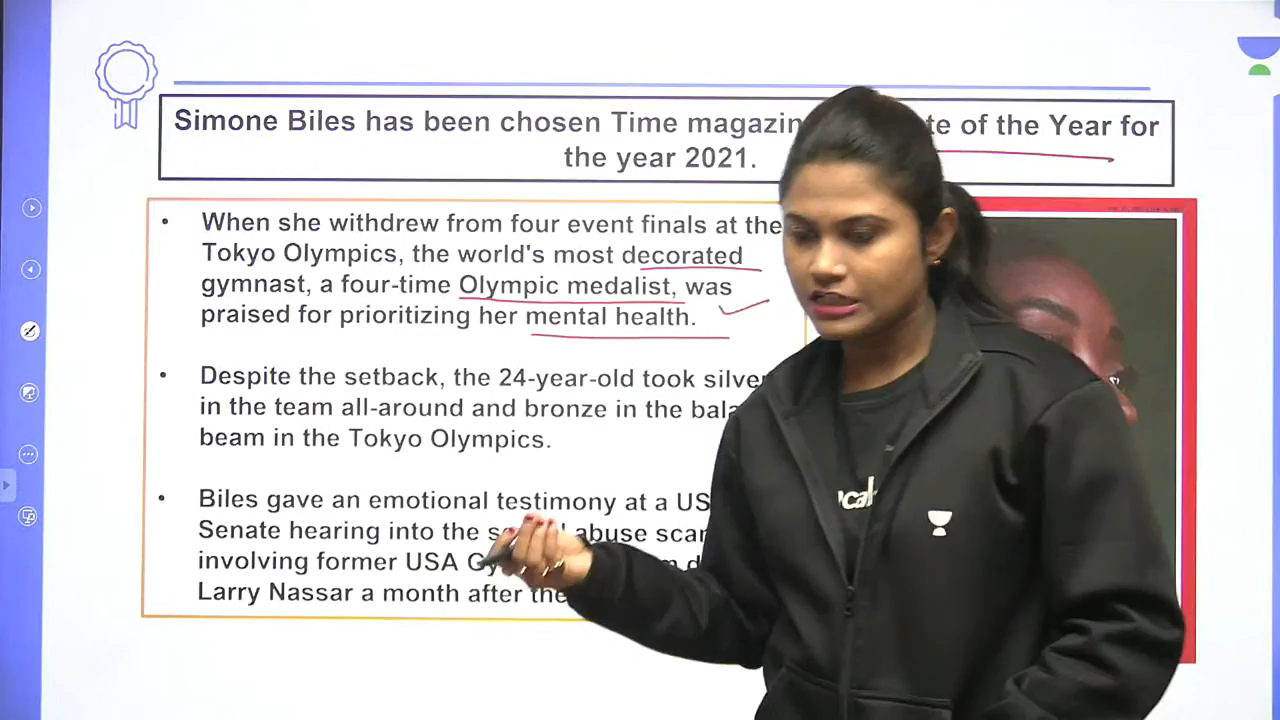 Simone Biles has been chosen Time magazin te of the Year for
the year 2021.
• When she withdrew from four event finals at the
Tokyo Olympics, the world's most decorated
gymnast, a four-time Olympic medalist, was
praised for prioritizing her mental health.
• Despite the setback, the 24-year-old took silver
in the team all-around and bronze in the bala
beam in the Tokyo Olympics.
• Biles gave an emotional testimony at a US
Senate hearing into the abuse scan
involving former USA Gy
Larry Nassar a month after the